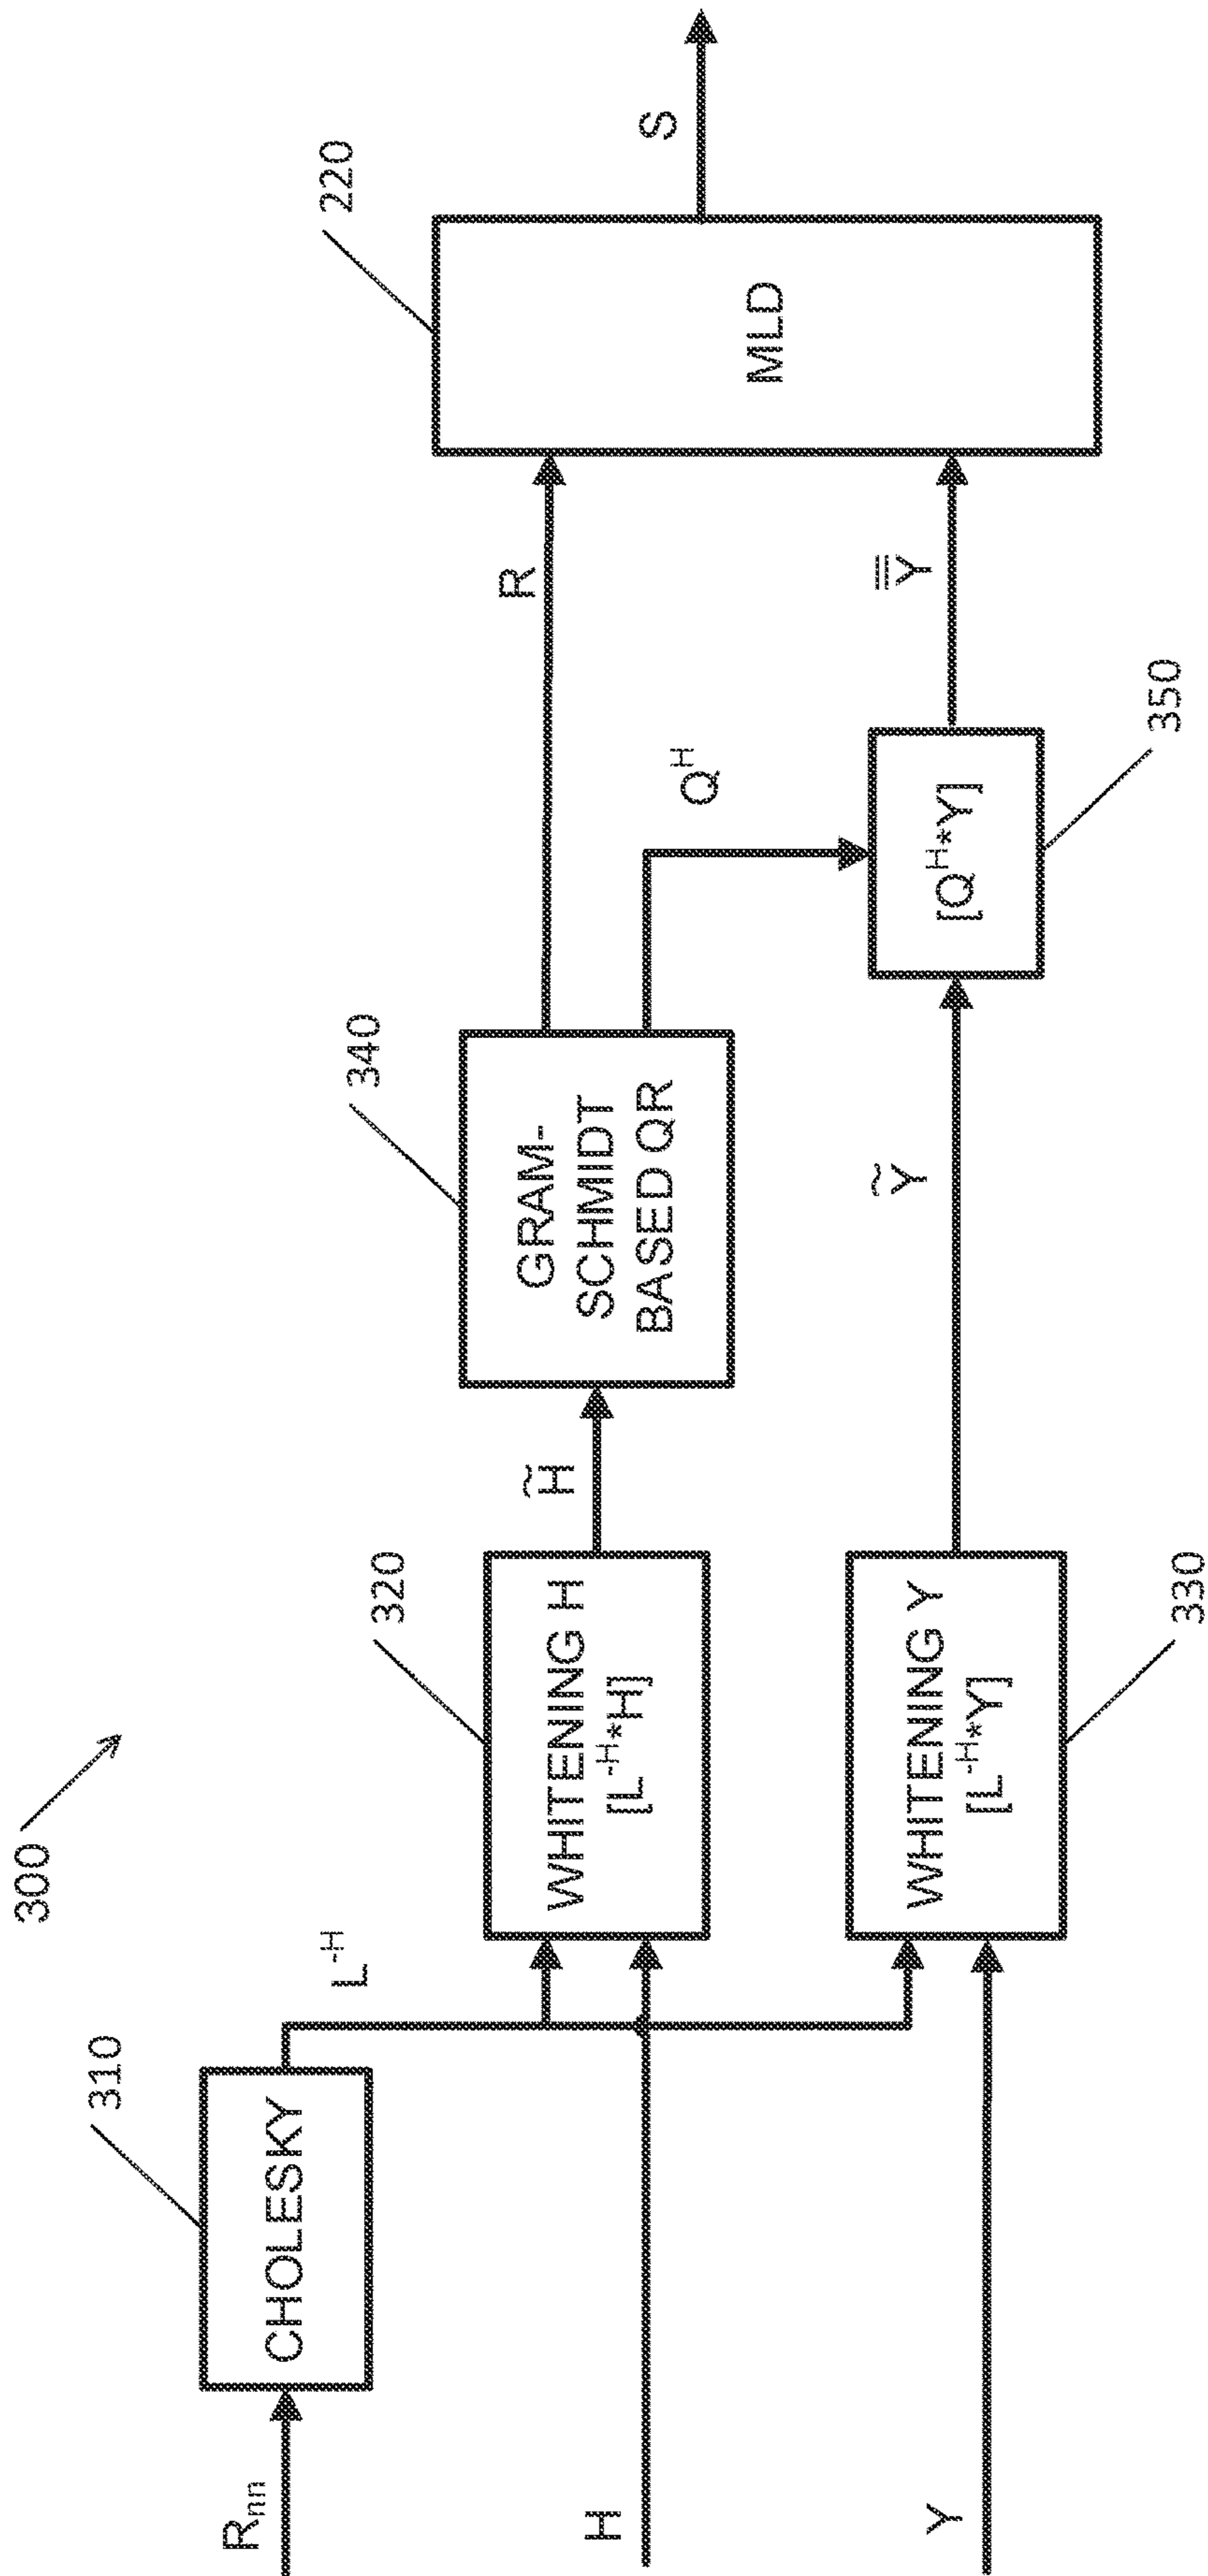 300
R_nn
310
CHOLESKY
L^-H
H
320
WHITENING H
[L^-H*H]
H̃
340
GRAM-
SCHMIDT
BASED QR
R
Q^H
Y
330
WHITENING Y
[L^-H*Y]
Ỹ
350
[Q^H*Y]
Y̿
220
MLD
S